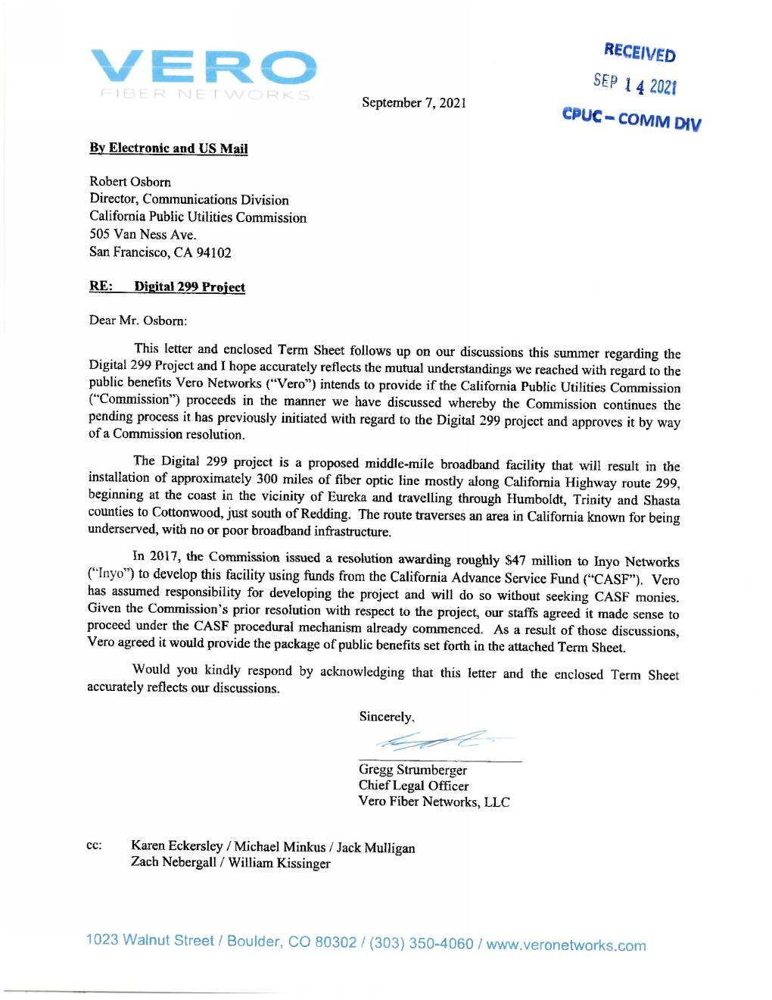 VERO
FIBER NETWORKS
RECEIVED
SEP 14 2021
CPUC – COMM DIV
September 7, 2021
By Electronic and US Mail
Robert Osborn
Director, Communications Division
California Public Utilities Commission
505 Van Ness Ave.
San Francisco, CA 94102
RE: Digital 299 Project
Dear Mr. Osborn:
This letter and enclosed Term Sheet follows up on our discussions this summer regarding the
Digital 299 Project and I hope accurately reflects the mutual understandings we reached with regard to the
public benefits Vero Networks (“Vero”) intends to provide if the California Public Utilities Commission
(“Commission”) proceeds in the manner we have discussed whereby the Commission continues the
pending process it has previously initiated with regard to the Digital 299 project and approves it by way
of a Commission resolution.
The Digital 299 project is a proposed middle-mile broadband facility that will result in the
installation of approximately 300 miles of fiber optic line mostly along California Highway route 299,
beginning at the coast in the vicinity of Eureka and travelling through Humboldt, Trinity and Shasta
counties to Cottonwood, just south of Redding. The route traverses an area in California known for being
underserved, with no or poor broadband infrastructure.
In 2017, the Commission issued a resolution awarding roughly $47 million to Inyo Networks
(“Inyo”) to develop this facility using funds from the California Advance Service Fund (“CASF”). Vero
has assumed responsibility for developing the project and will do so without seeking CASF monies.
Given the Commission’s prior resolution with respect to the project, our staffs agreed it made sense to
proceed under the CASF procedural mechanism already commenced. As a result of those discussions,
Vero agreed it would provide the package of public benefits set forth in the attached Term Sheet.
Would you kindly respond by acknowledging that this letter and the enclosed Term Sheet
accurately reflects our discussions.
Sincerely,
Gregg Strumberger
Chief Legal Officer
Vero Fiber Networks, LLC
cc: Karen Eckersley / Michael Minkus / Jack Mulligan
Zach Nebergall / William Kissinger
1023 Walnut Street / Boulder, CO 80302 / (303) 350-4060 / www.veronetworks.com